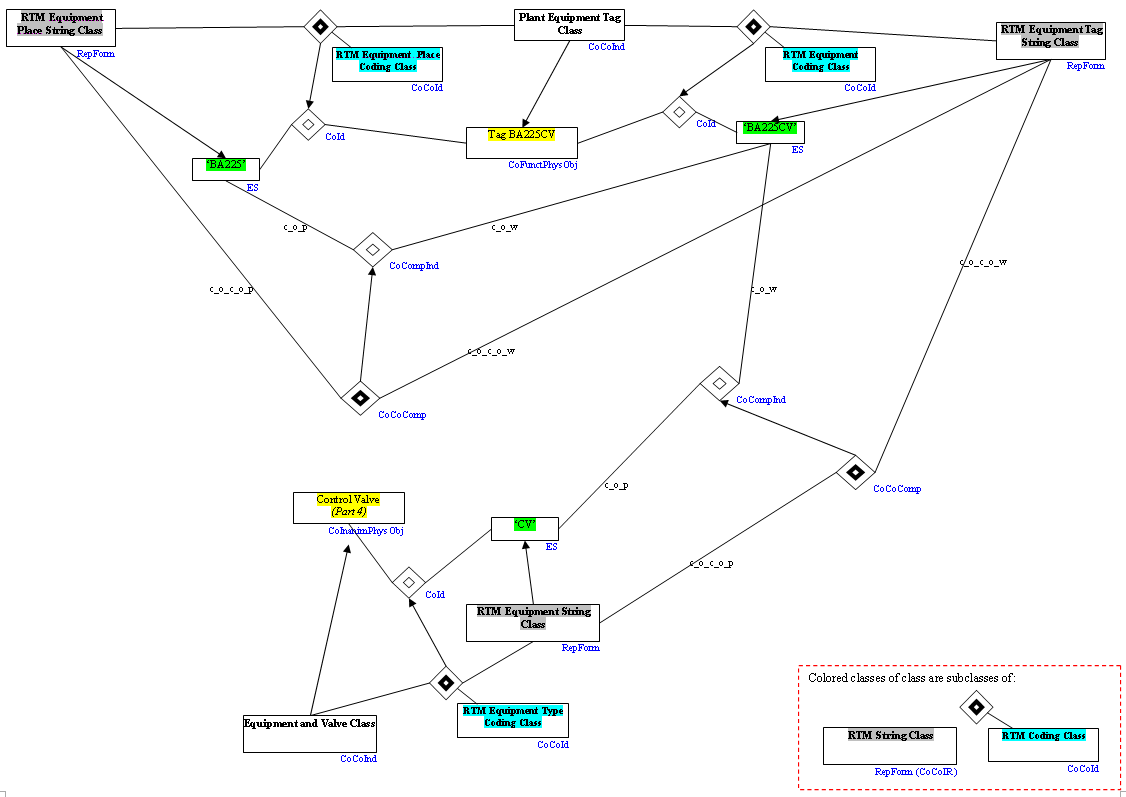 RTM Equipment
Place String Class
RepForm
Plant Equipment Tag
Class
CoCoInd
RTM Equipment Tag
String Class
RepForm
RTM Equipment. Place
Coding Class
CoCoId
RTM Equipment
Coding Class
CoCoId
CoId
Tag BA225CV
CoFunctPhysObj
CoId
'BA225CV'
ES
'BA225'
ES
c_o_p
c_o_w
CoCompInd
c_o_c_o_p
c_o_w
c_o_c_o_w
c_o_c_o_w
CoCoComp
CoCompInd
CoCoComp
c_o_p
Control Valve
(Part 4)
CoInanimPhysObj
'CV'
ES
c_o_c_o_p
CoId
RTM Equipment String
Class
RepForm
Equipment and Valve Class
CoCoInd
RTM Equipment Type
Coding Class
CoCoId
Colored classes of class are subclasses of:
RTM String Class
RepForm (CoCoIR)
RTM Coding Class
CoCoId